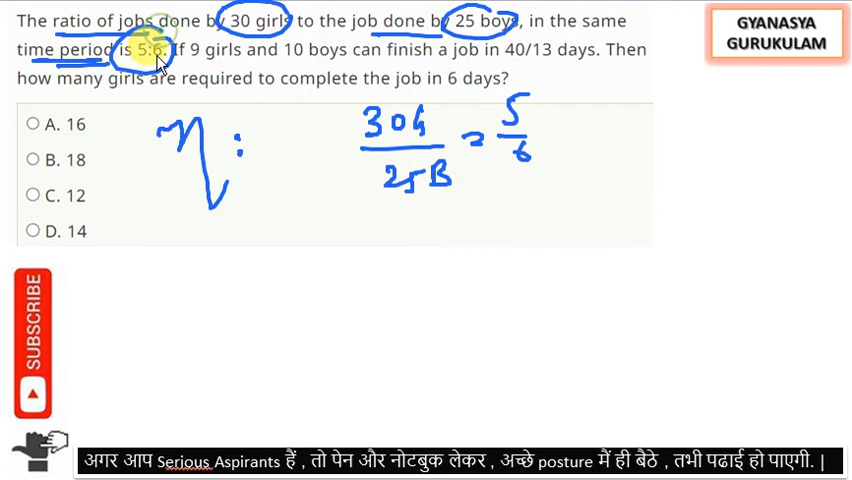 The ratio of jobs done by 30 girls to the job done by 25 boys, in the same
time period is 5:6. If 9 girls and 10 boys can finish a job in 40/13 days. Then
how many girls are required to complete the job in 6 days?
GYANASYA
GURUKULAM
A. 16
B. 18
C. 12
D. 14
η :
30G
25B
=
5
6
SUBSCRIBE
अगर आप Serious Aspirants हैं , तो पेन और नोटबुक लेकर , अच्छे posture मैं ही बैठे , तभी पढाई हो पाएगी. |